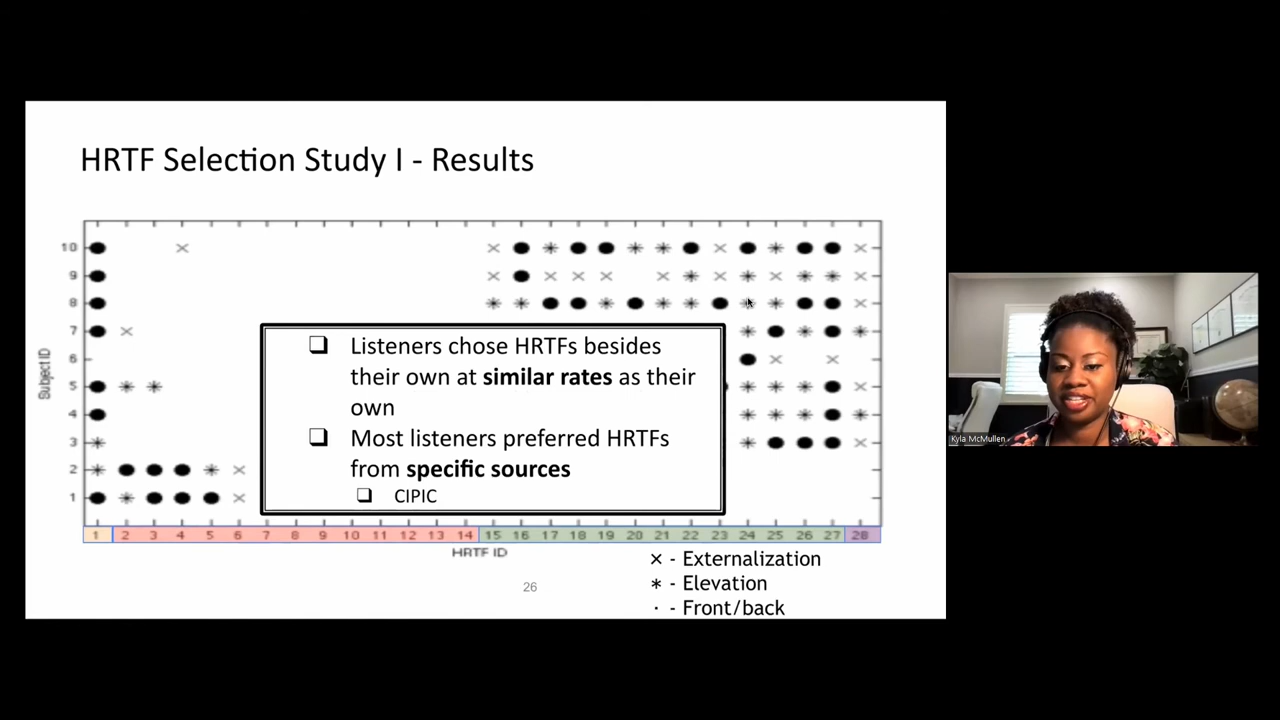 HRTF Selection Study I - Results
10
9
8
7
6
5
4
3
2
1
Subject ID
❑ Listeners chose HRTFs besides
their own at similar rates as their
own
❑ Most listeners preferred HRTFs
from specific sources
❑ CIPIC
1 2 3 4 5 6 7 8 9 10 11 12 13 14 15 16 17 18 19 20 21 22 23 24 25 26 27 28
HRTF ID
× - Externalization
* - Elevation
· - Front/back
26
Kyla McMullen